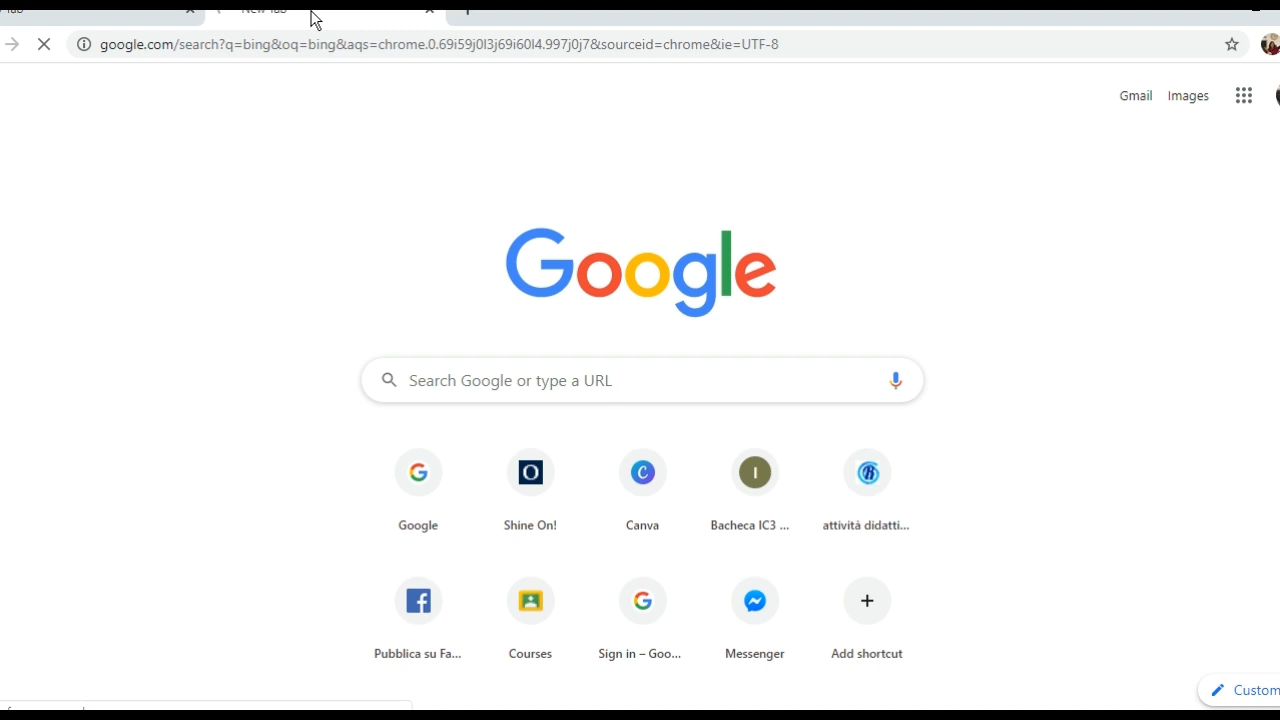 google.com/search?q=bing&oq=bing&aqs=chrome.0.69i59j0l3j69i60l4.997j0j7&sourceid=chrome&ie=UTF-8
Gmail Images
Google
Search Google or type a URL
Google Shine On! Canva Bacheca IC3 ... attività didatti...
Pubblica su Fa... Courses Sign in – Goo... Messenger Add shortcut
Custom